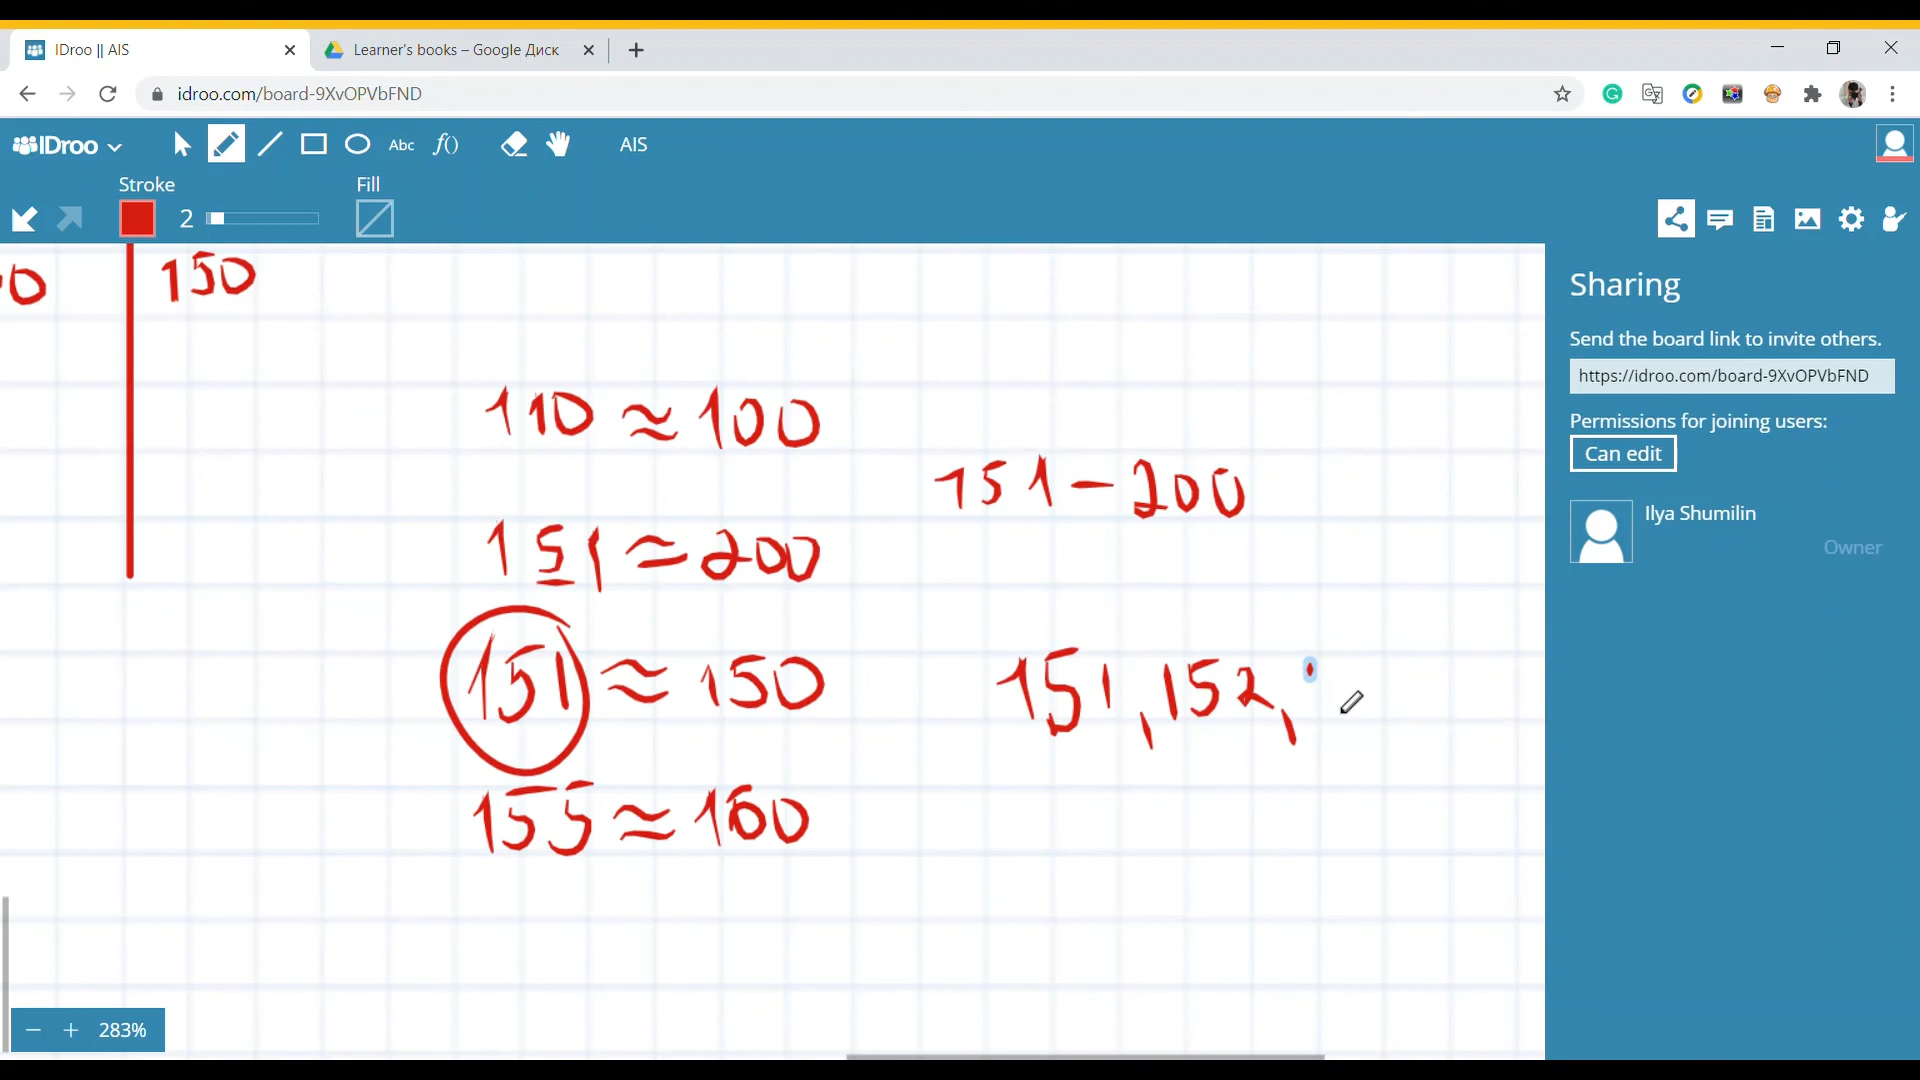 IDroo || AIS
Learner's books – Google Диск
idroo.com/board-9XvOPVbFND
IDroo
Abc
f()
AIS
Stroke
Fill
2
150
110 ≈ 100
151 - 200
151 ≈ 200
151 ≈ 150
151, 152,
155 ≈ 160
Sharing
Send the board link to invite others.
https://idroo.com/board-9XvOPVbFND
Permissions for joining users:
Can edit
Ilya Shumilin
Owner
− + 283%